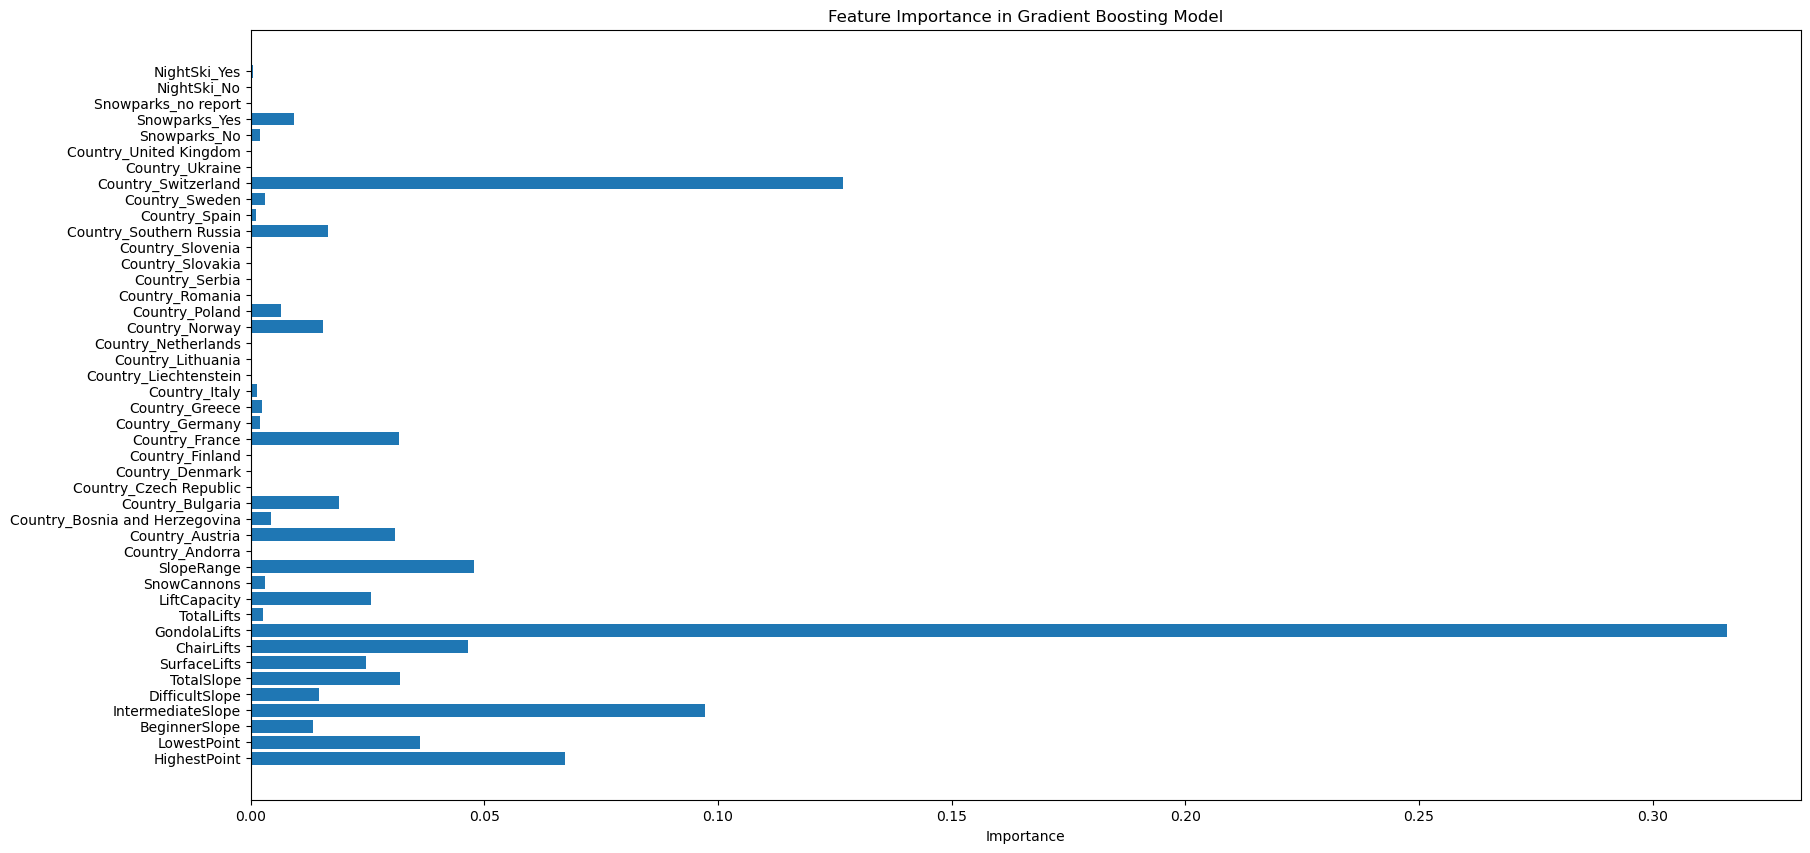 Feature Importance in Gradient Boosting Model
NightSki_Yes
NightSki_No
Snowparks_no report
Snowparks_Yes
Snowparks_No
Country_United Kingdom
Country_Ukraine
Country_Switzerland
Country_Sweden
Country_Spain
Country_Southern Russia
Country_Slovenia
Country_Slovakia
Country_Serbia
Country_Romania
Country_Poland
Country_Norway
Country_Netherlands
Country_Lithuania
Country_Liechtenstein
Country_Italy
Country_Greece
Country_Germany
Country_France
Country_Finland
Country_Denmark
Country_Czech Republic
Country_Bulgaria
Country_Bosnia and Herzegovina
Country_Austria
Country_Andorra
SlopeRange
SnowCannons
LiftCapacity
TotalLifts
GondolaLifts
ChairLifts
SurfaceLifts
TotalSlope
DifficultSlope
IntermediateSlope
BeginnerSlope
LowestPoint
HighestPoint
0.00 0.05 0.10 0.15 0.20 0.25 0.30
Importance